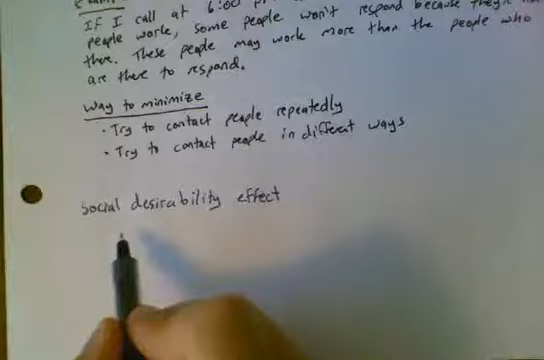 If I call at 6:00
people work, some people won't respond because they're
there. These people may work more than the people who
are there to respond.
Way to minimize
• Try to contact people repeatedly
• Try to contact people in different ways
Social desirability effect